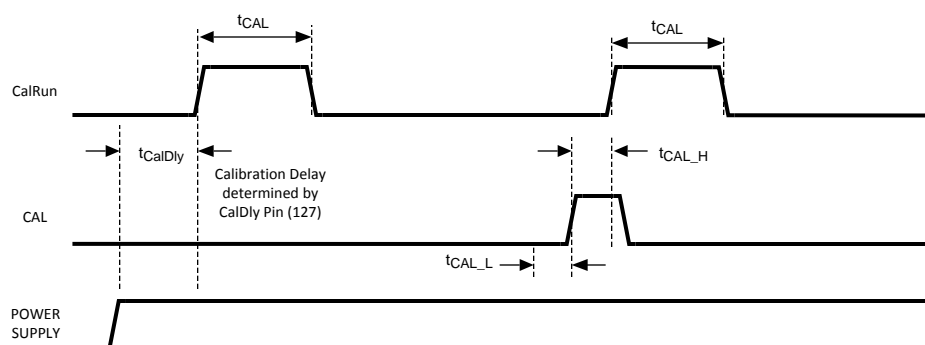 tCAL
tCAL
CalRun
tCalDly
tCAL_H
Calibration Delay
determined by
CalDly Pin (127)
CAL
tCAL_L
POWER
SUPPLY